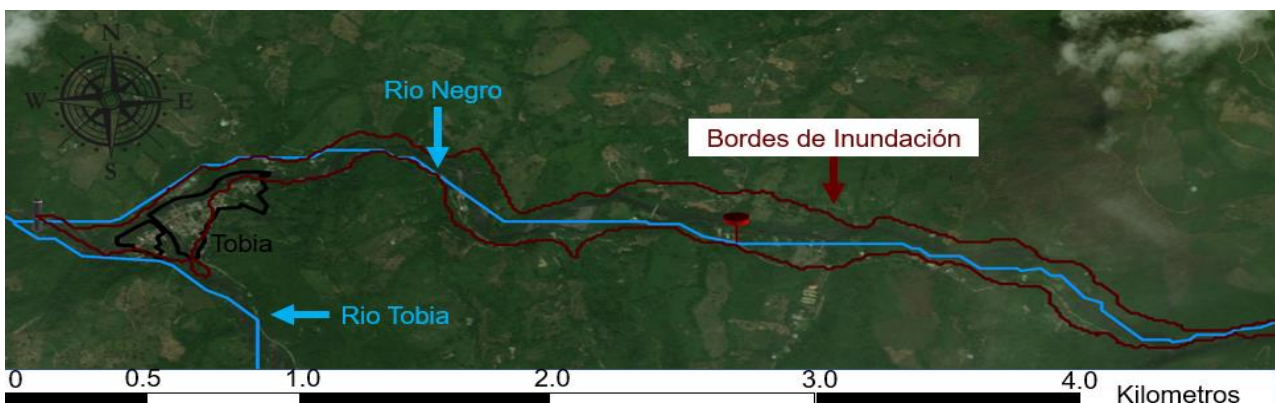 N
W E
S
Rio Negro
Bordes de Inundación
Tobia
Rio Tobia
0 0.5 1.0 2.0 3.0 4.0 Kilometros